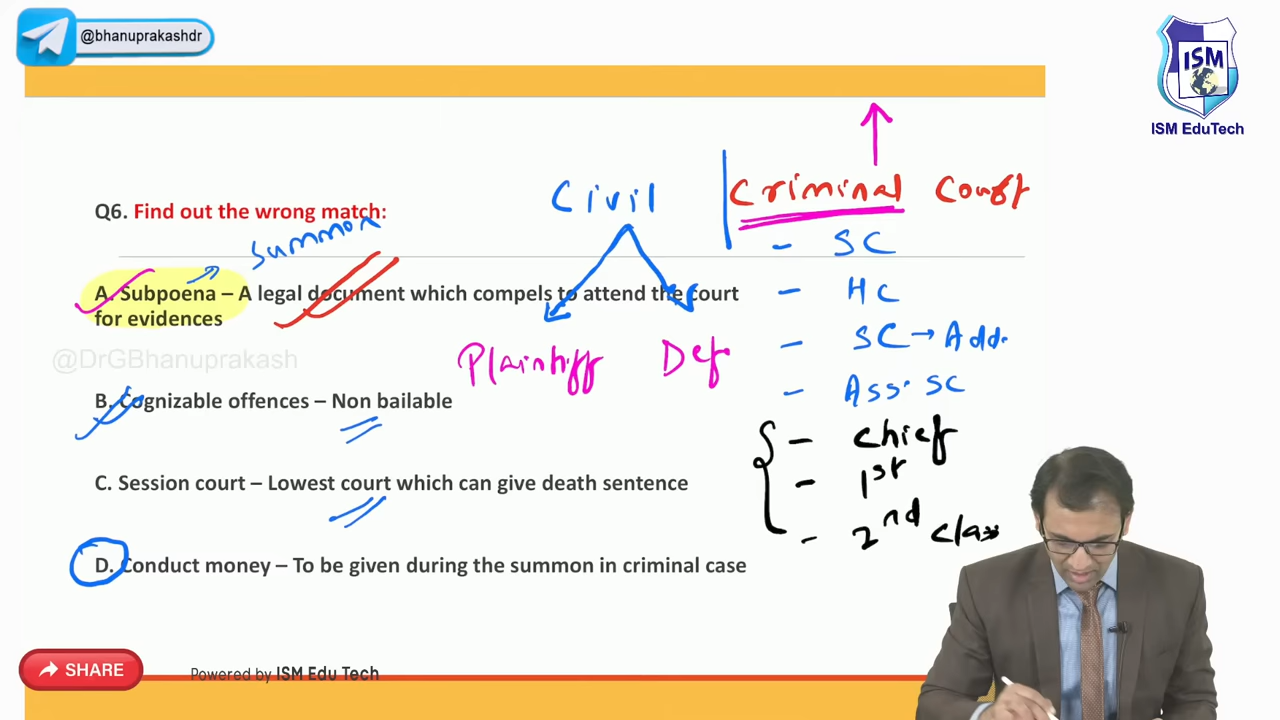 @bhanuprakashdr
ISM
ISM EduTech
Civil
Criminal Court
Q6. Find out the wrong match:
Summon
- SC
A. Subpoena – A legal document which compels to attend the court
for evidences
- HC
@DrGBhanuprakash
Plaintiff Def
- SC → Add.
B. Cognizable offences – Non bailable
- Ass. SC
- chief
- 1st
C. Session court – Lowest court which can give death sentence
- 2nd class
D. Conduct money – To be given during the summon in criminal case
SHARE
Powered by ISM Edu Tech